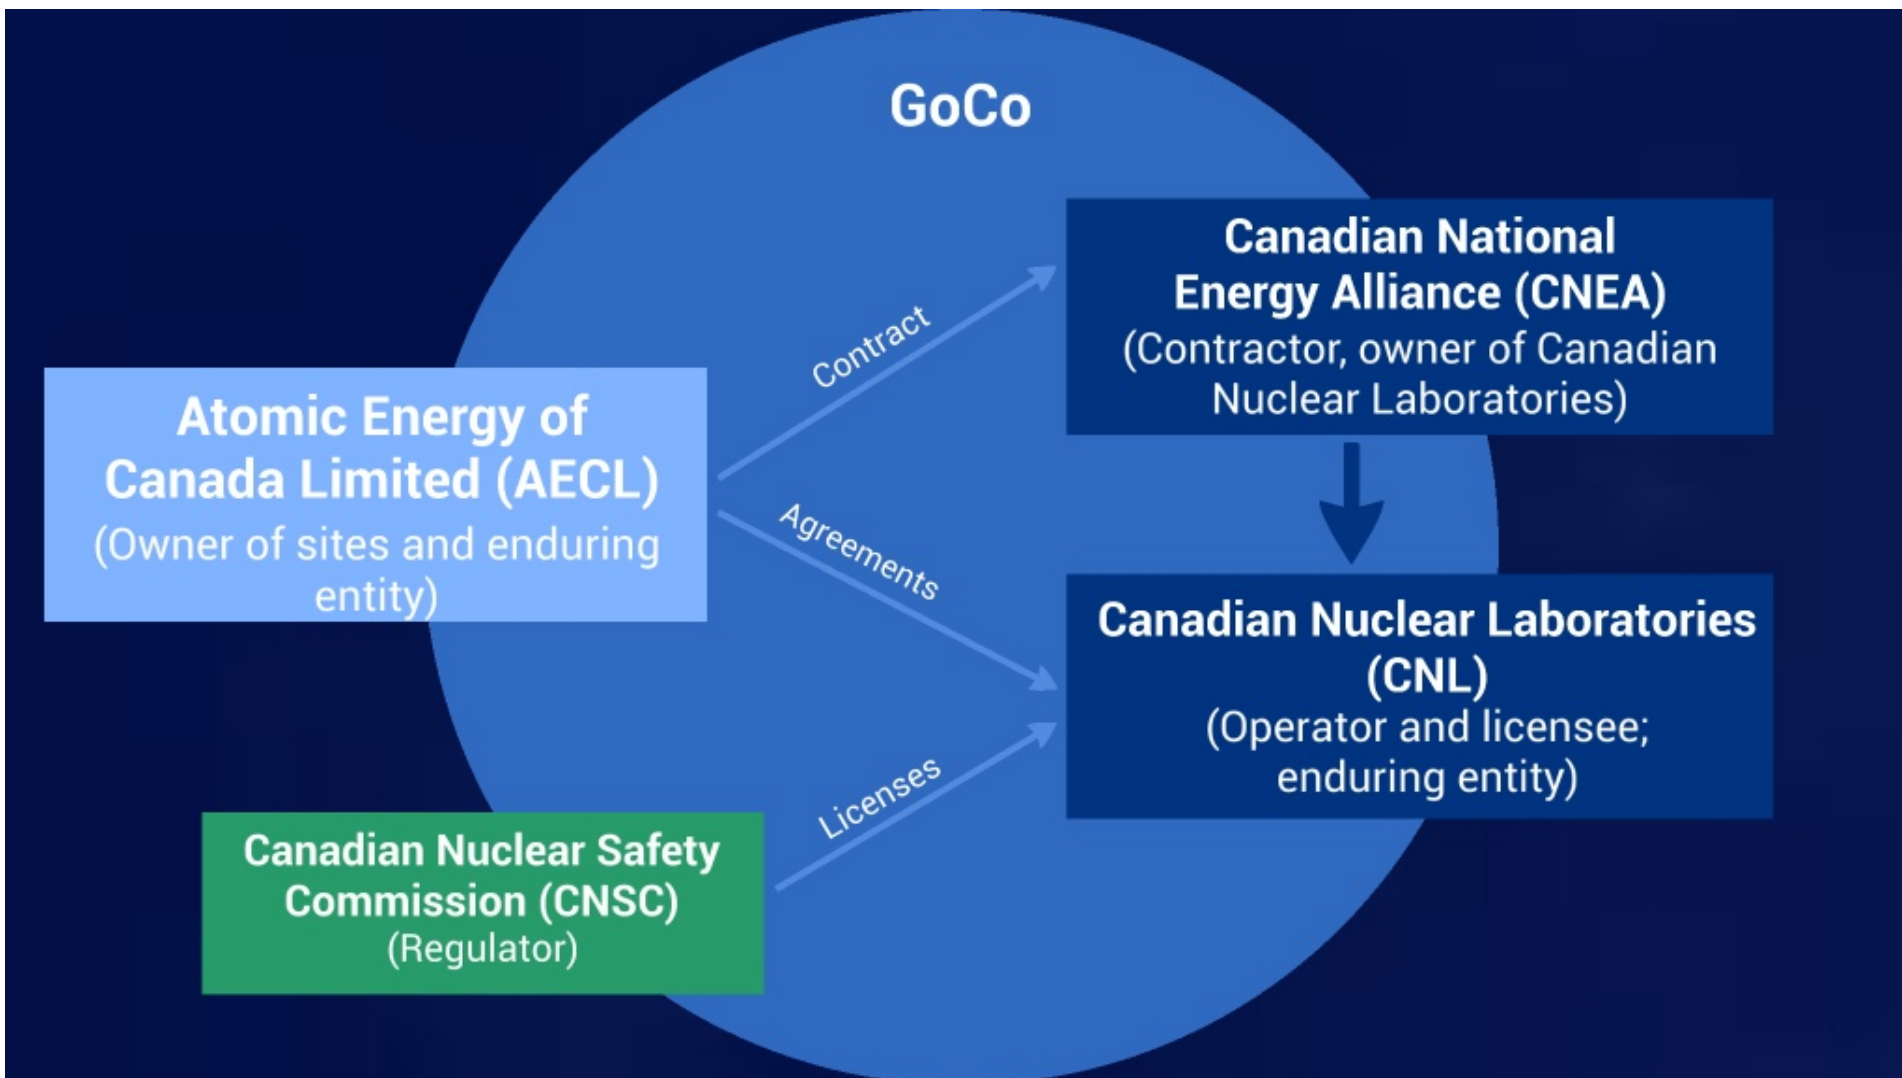 GoCo
Canadian National
Energy Alliance (CNEA)
(Contractor, owner of Canadian
Nuclear Laboratories)
Contract
Atomic Energy of
Canada Limited (AECL)
(Owner of sites and enduring
entity)
Agreements
Canadian Nuclear Laboratories
(CNL)
(Operator and licensee;
enduring entity)
Licenses
Canadian Nuclear Safety
Commission (CNSC)
(Regulator)